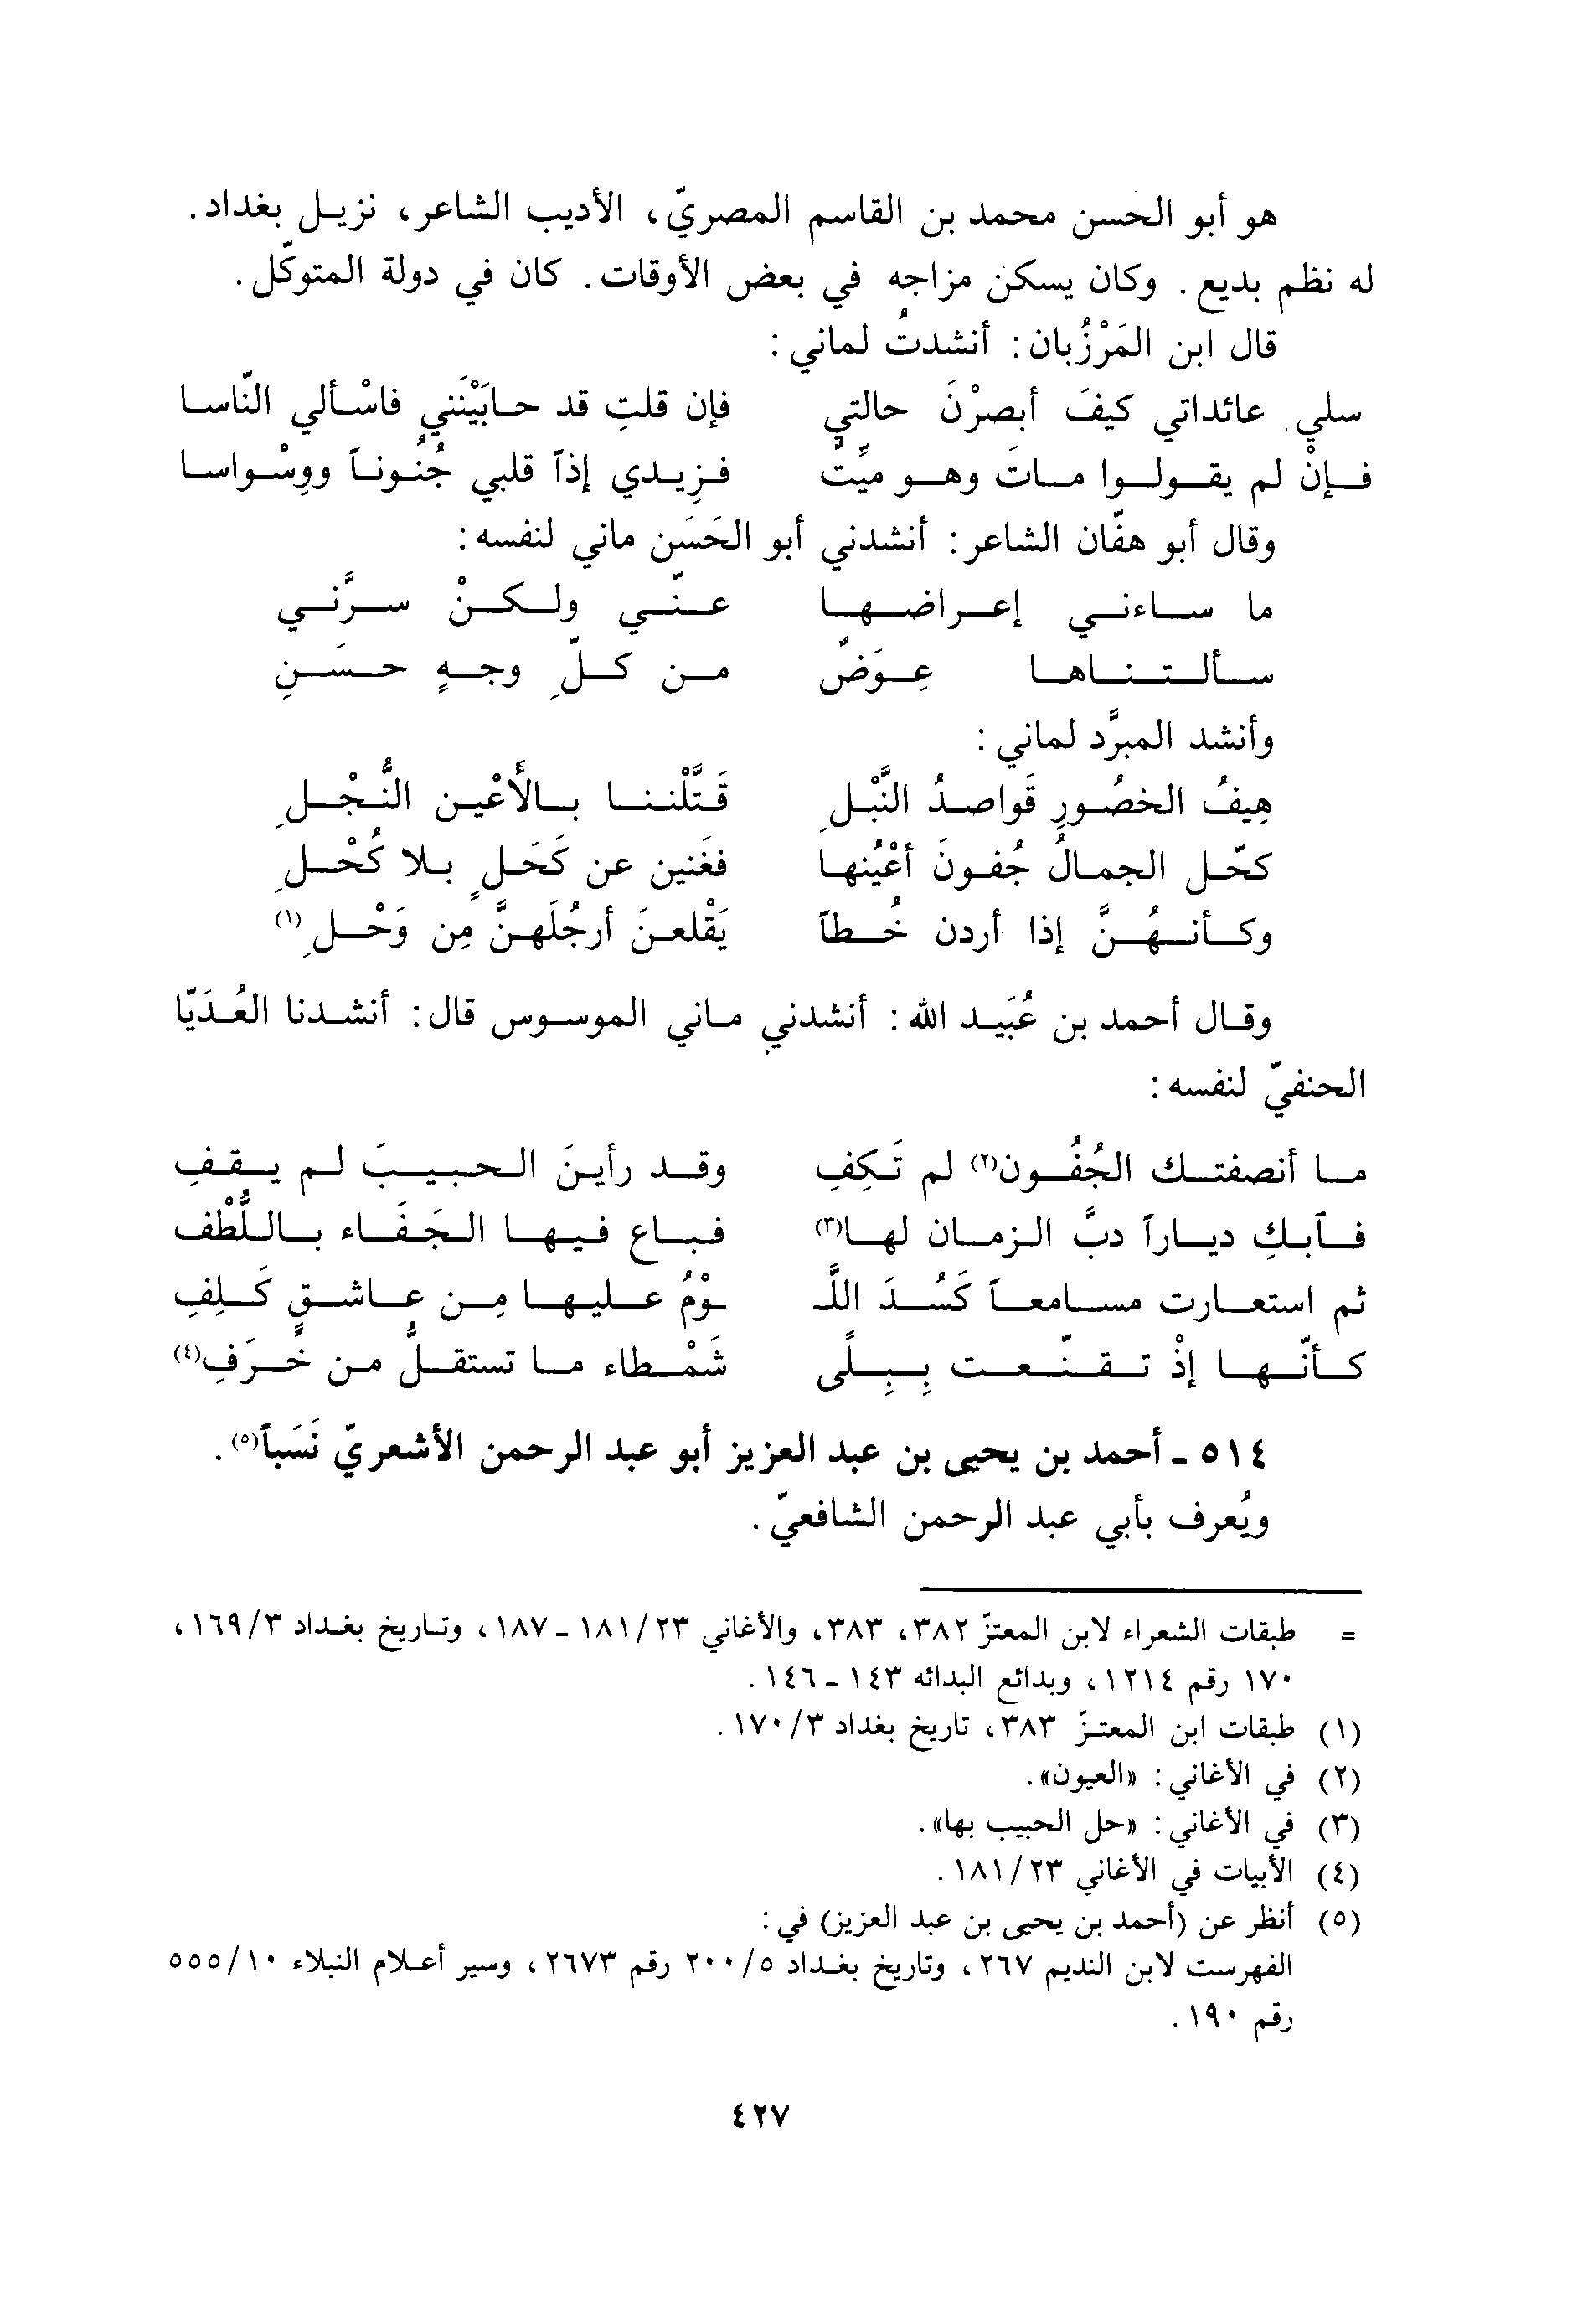 هو أبو الحسن محمد بن القاسم المصريّ، الأديب الشاعر، نزيل بغداد.
له نظم بديع. وكان يسكن مزاجه في بعض الأوقات. كان في دولة المتوكّل.
قال ابن المَرْزُبان: أنشدتُ لماني:
سلي عائداتي كيفَ أبصرْنَ حالتي فإن قلتِ قد حابَيْنَني فاسْألي النّاسا
فإنْ لم يقولوا ماتَ وهو ميِّتٌ فزِيدي إذاً قلبي جُنُوناً ووِسْواسا
وقال أبو هفّان الشاعر: أنشدني أبو الحَسَن ماني لنفسه:
ما ساءني إعراضها عنّي ولكنْ سرَّني
سألتناها عِوَضٌ من كلِّ وجهٍ حسَنِ
وأنشد المبرَّد لماني:
هِيفُ الخصُورِ قَواصدُ النَّبْلِ قَتَّلْننا بالأَعْين النُّجْلِ
كحّل الجمالُ جُفونَ أعْيُنها فغَنين عن كَحَلٍ بلا كُحْلِ
وكأنهُنَّ إذا أردن خُطاً يَقْلعنَ أرجُلَهنَّ مِن وَحْلِ(١)
وقال أحمد بن عُبَيد الله: أنشدني ماني الموسوس قال: أنشدنا العُدَيّا
الحنفيّ لنفسه:
ما أنصفتك الجُفُون(٢) لم تَكِفِ وقد رأينَ الحبيبَ لم يقفِ
فآبكِ دياراً دبَّ الزمان لها(٣) فباع فيها الجَفَاء باللُّطْف
ثم استعارت مسامعاً كَسُدَ اللَّـ ـوْمُ عليها مِن عاشقٍ كَلِفِ
كأنّها إذْ تقنّعت بِبِلًى شَمْطاء ما تستقلُّ من خَرَفِ(٤)
٥١٤ - أحمد بن يحيى بن عبد العزيز أبو عبد الرحمن الأشعريّ نَسَباً(٥).
ويُعرف بأبي عبد الرحمن الشافعيّ.
= طبقات الشعراء لابن المعتزّ ٣٨٢، ٣٨٣، والأغاني ٢٣/ ١٨١ - ١٨٧، وتاريخ بغداد ٣/ ١٦٩،
١٧٠ رقم ١٢١٤، وبدائع البدائه ١٤٣ - ١٤٦.
(١) طبقات ابن المعتزّ ٣٨٣، تاريخ بغداد ٣/ ١٧٠.
(٢) في الأغاني: «العيون».
(٣) في الأغاني: «حل الحبيب بها».
(٤) الأبيات في الأغاني ٢٣/ ١٨١.
(٥) أنظر عن (أحمد بن يحيى بن عبد العزيز) في:
الفهرست لابن النديم ٢٦٧، وتاريخ بغداد ٥/ ٢٠٠ رقم ٢٦٧٣، وسير أعلام النبلاء ١٠/ ٥٥٥
رقم ١٩٠.
٤٢٧